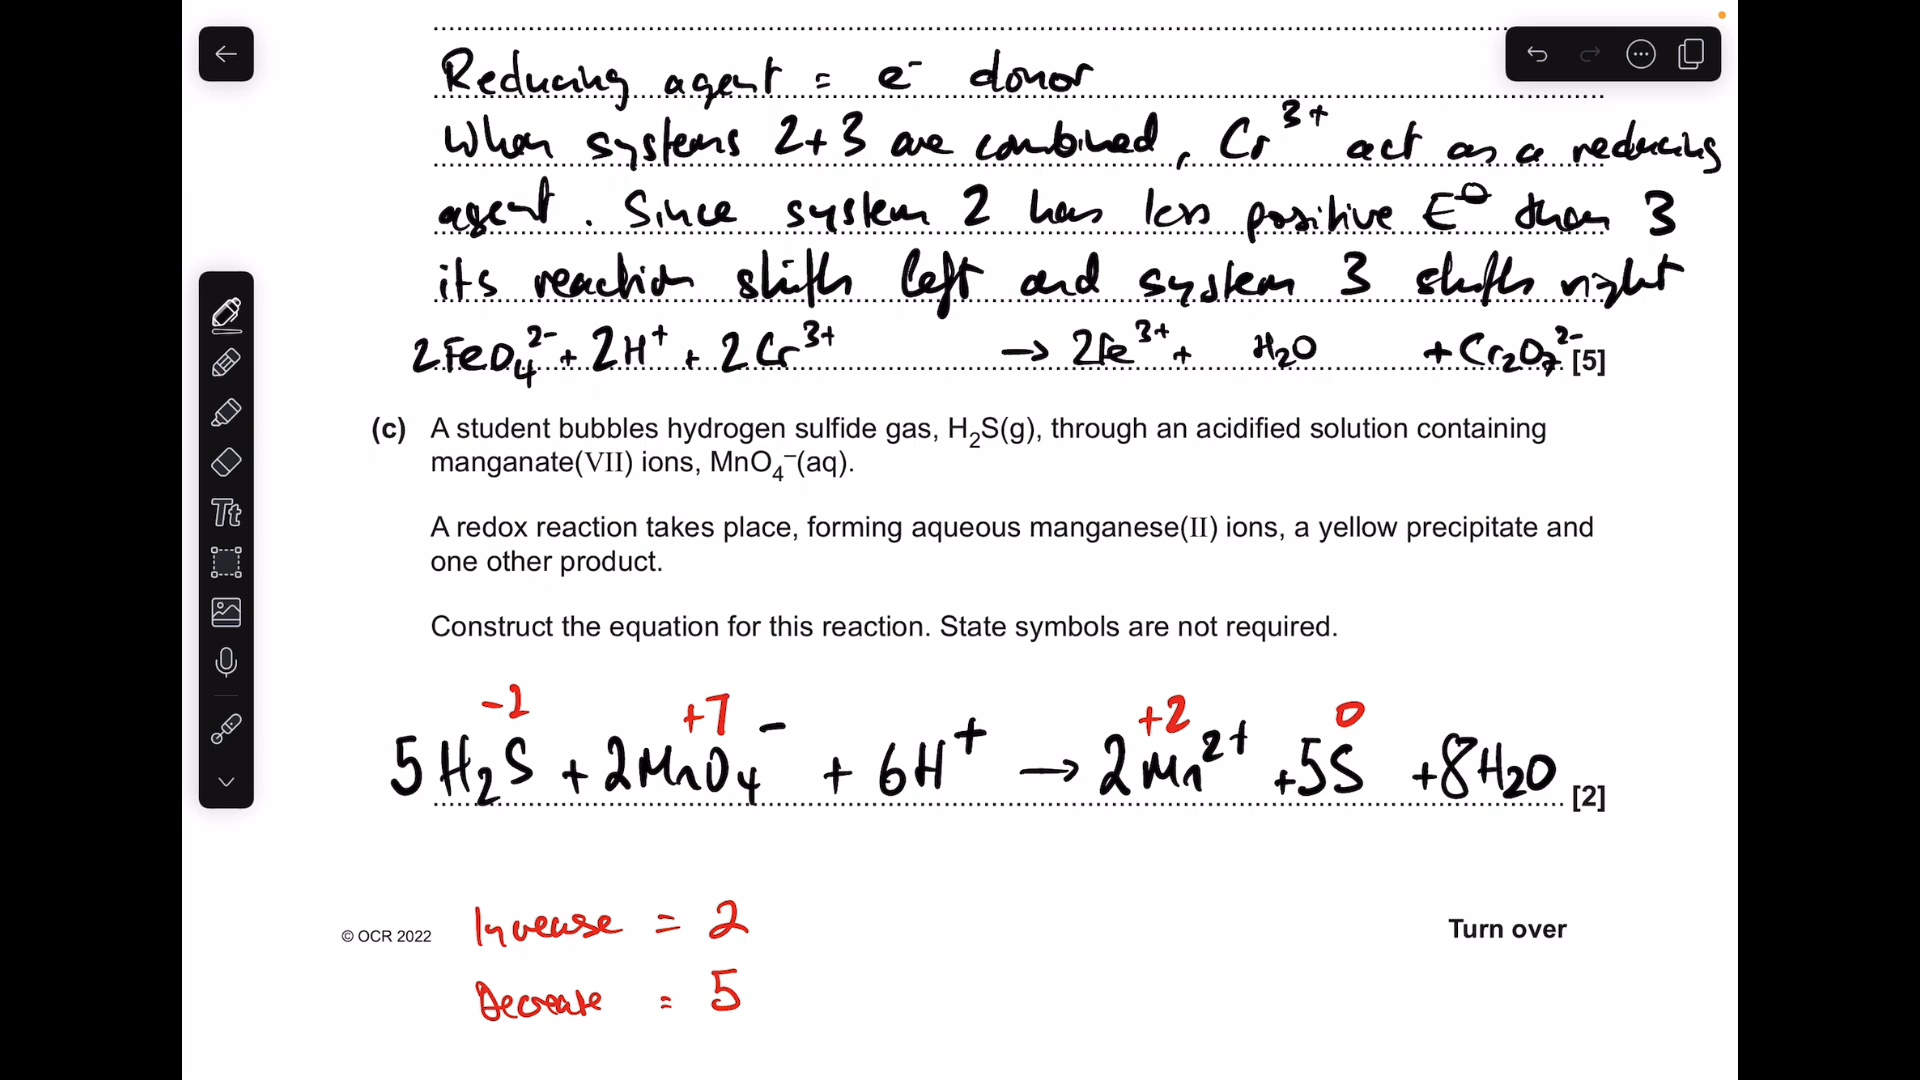 Reducing agent = e⁻ donor
When systems 2+3 are combined, Cr³⁺ act as a reducing
agent. Since system 2 has less positive E⦵ than 3
its reaction shifts left and system 3 shifts right
2FeO₄²⁻ + 2H⁺ + 2Cr³⁺ → 2Fe³⁺ + H₂O + Cr₂O₇²⁻ [5]
(c) A student bubbles hydrogen sulfide gas, H₂S(g), through an acidified solution containing
manganate(VII) ions, MnO₄⁻(aq).
A redox reaction takes place, forming aqueous manganese(II) ions, a yellow precipitate and
one other product.
Construct the equation for this reaction. State symbols are not required.
-2 +7 +2 0
5H₂S + 2MnO₄⁻ + 6H⁺ → 2Mn²⁺ + 5S + 8H₂O [2]
Increase = 2
© OCR 2022 Turn over
Decrease = 5
Tt